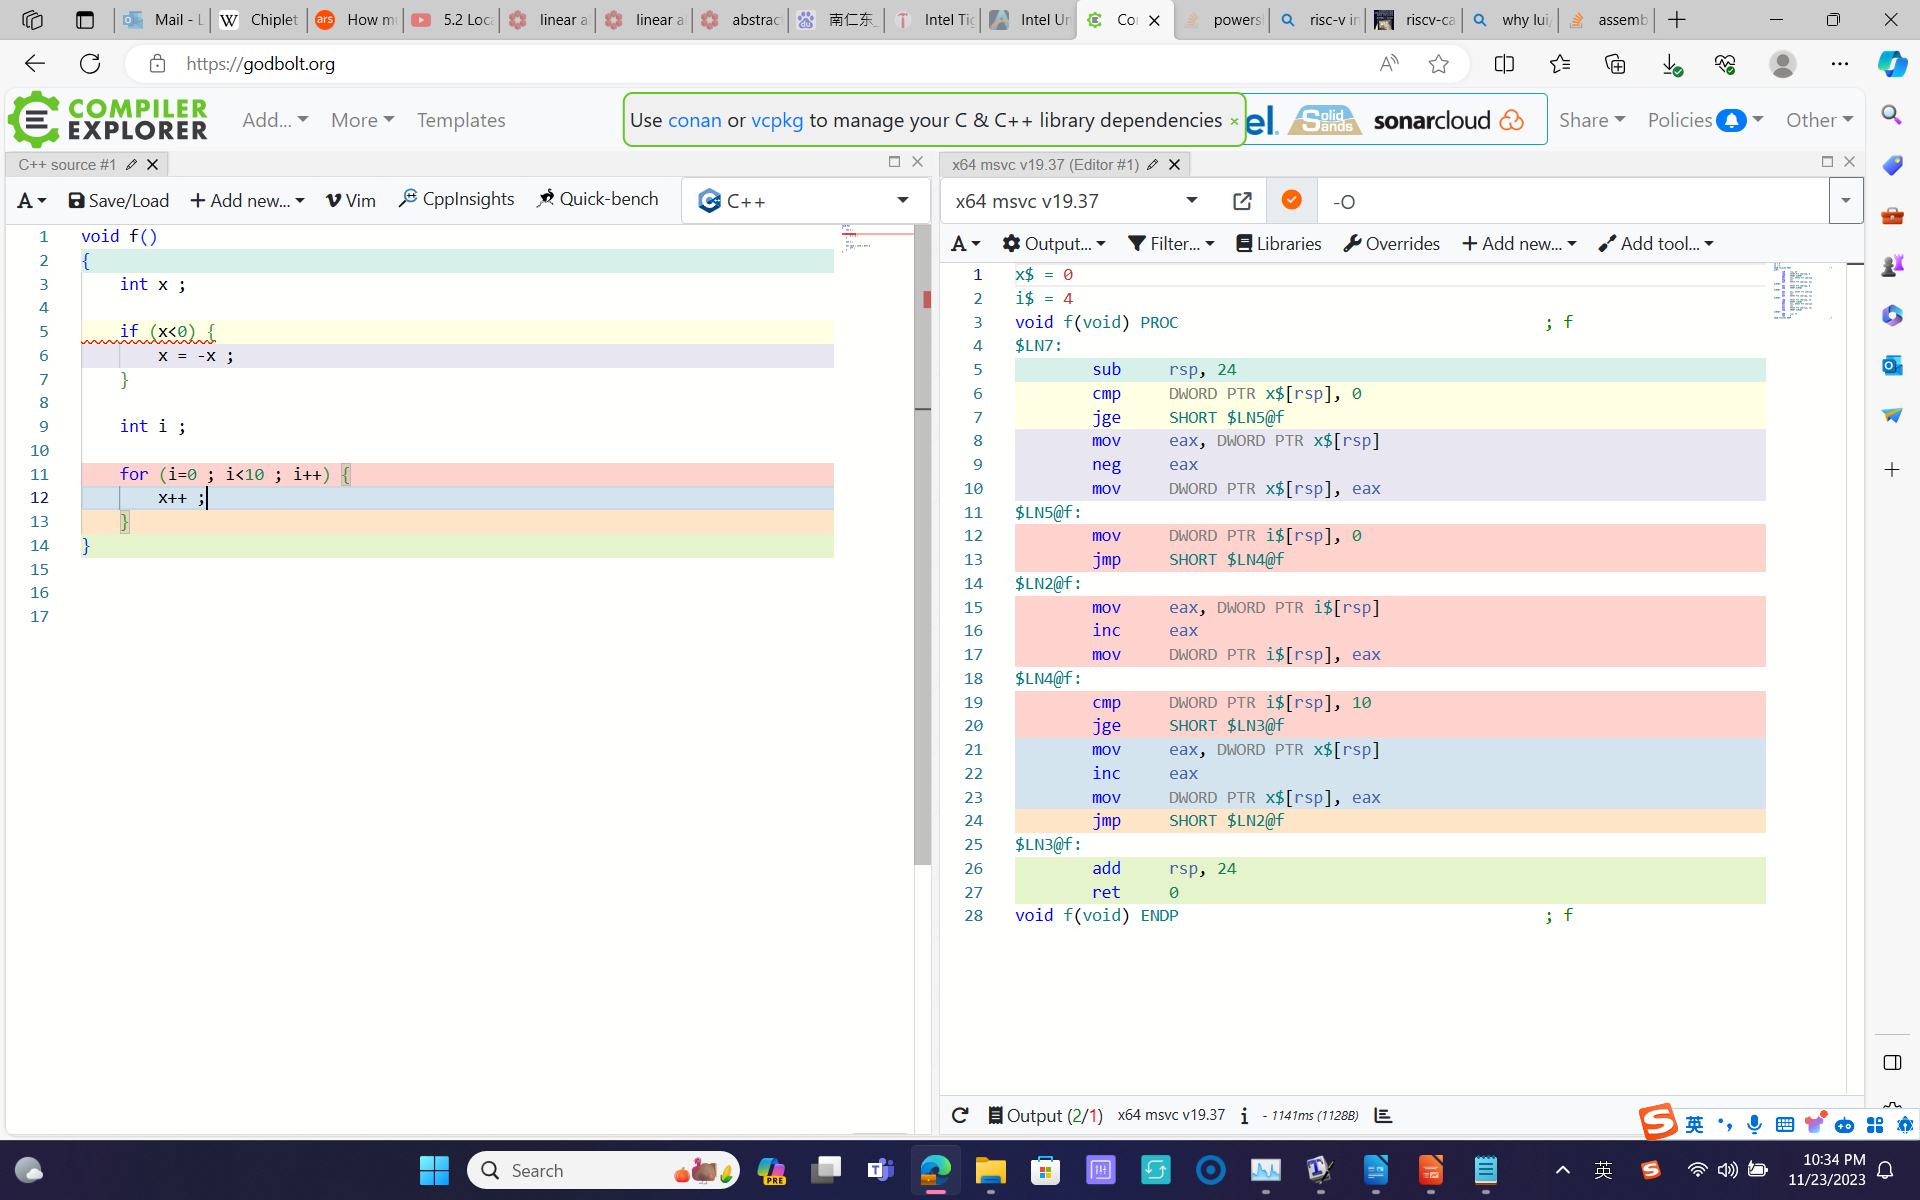 Mail - L
Chiplet
How m
5.2 Loca
linear a
linear a
abstrac
南仁东_
Intel Tig
Intel Un
Co
powers
risc-v in
riscv-ca
why lui,
assemb
https://godbolt.org
COMPILER EXPLORER
Add...
More
Templates
Use conan or vcpkg to manage your C & C++ library dependencies ×
el.
Solid Sands
sonarcloud
Share
Policies
Other
C++ source #1
A
Save/Load
+ Add new...
Vim
CppInsights
Quick-bench
C++
1 void f()
2 {
3 int x ;
4
5 if (x<0) {
6 x = -x ;
7 }
8
9 int i ;
10
11 for (i=0 ; i<10 ; i++) {
12 x++ ;
13 }
14 }
15
16
17
x64 msvc v19.37 (Editor #1)
x64 msvc v19.37
-O
A
Output...
Filter...
Libraries
Overrides
+ Add new...
Add tool...
1 x$ = 0
2 i$ = 4
3 void f(void) PROC ; f
4 $LN7:
5 sub rsp, 24
6 cmp DWORD PTR x$[rsp], 0
7 jge SHORT $LN5@f
8 mov eax, DWORD PTR x$[rsp]
9 neg eax
10 mov DWORD PTR x$[rsp], eax
11 $LN5@f:
12 mov DWORD PTR i$[rsp], 0
13 jmp SHORT $LN4@f
14 $LN2@f:
15 mov eax, DWORD PTR i$[rsp]
16 inc eax
17 mov DWORD PTR i$[rsp], eax
18 $LN4@f:
19 cmp DWORD PTR i$[rsp], 10
20 jge SHORT $LN3@f
21 mov eax, DWORD PTR x$[rsp]
22 inc eax
23 mov DWORD PTR x$[rsp], eax
24 jmp SHORT $LN2@f
25 $LN3@f:
26 add rsp, 24
27 ret 0
28 void f(void) ENDP ; f
Output (2/1)
x64 msvc v19.37
i
- 1141ms (1128B)
英
Search
PRE
英
10:34 PM
11/23/2023